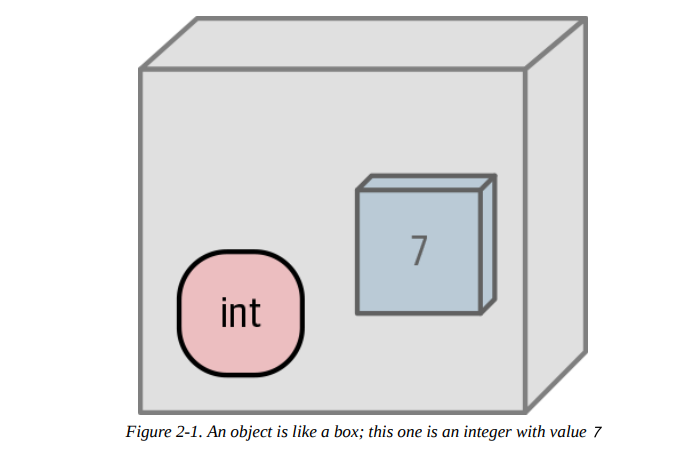 7
int
Figure 2-1. An object is like a box; this one is an integer with value 7